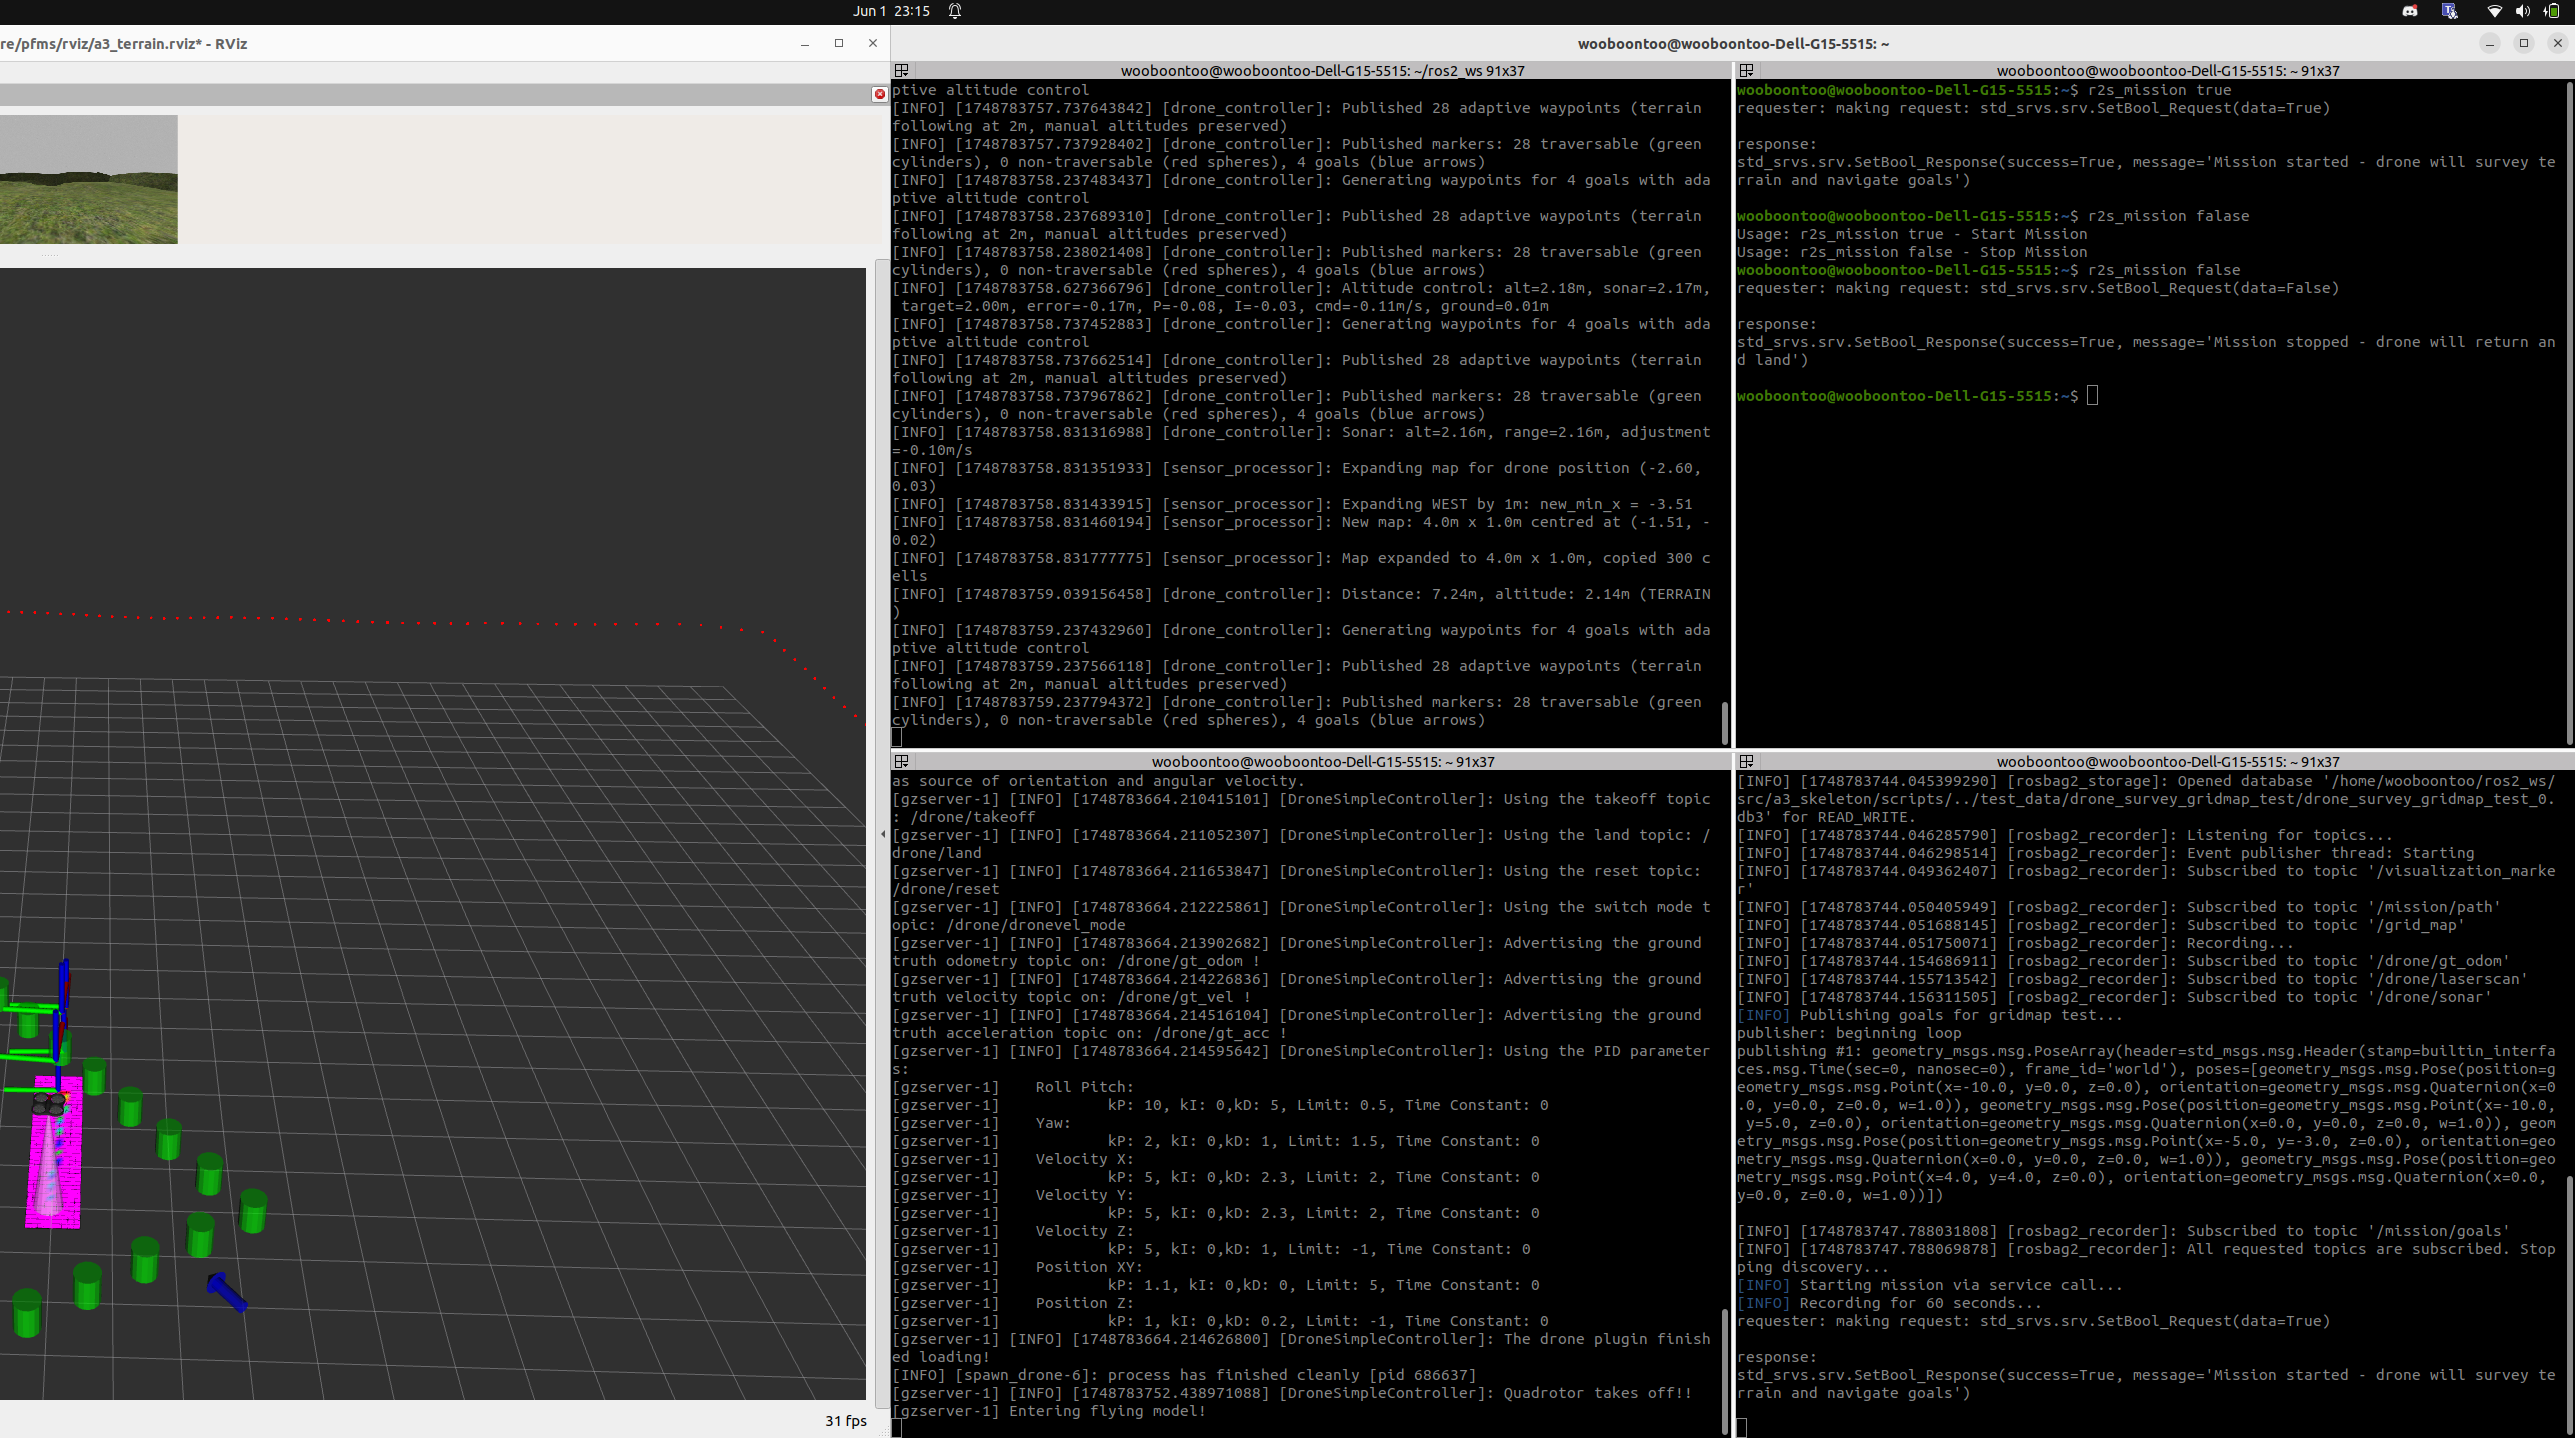 Jun 1 23:15
re/pfms/rviz/a3_terrain.rviz* - RViz
31 fps
wooboontoo@wooboontoo-Dell-G15-5515: ~
wooboontoo@wooboontoo-Dell-G15-5515: ~/ros2_ws 91x37
ptive altitude control
[INFO] [1748783757.737643842] [drone_controller]: Published 28 adaptive waypoints (terrain
following at 2m, manual altitudes preserved)
[INFO] [1748783757.737928402] [drone_controller]: Published markers: 28 traversable (green
cylinders), 0 non-traversable (red spheres), 4 goals (blue arrows)
[INFO] [1748783758.237483437] [drone_controller]: Generating waypoints for 4 goals with ada
ptive altitude control
[INFO] [1748783758.237689310] [drone_controller]: Published 28 adaptive waypoints (terrain
following at 2m, manual altitudes preserved)
[INFO] [1748783758.238021408] [drone_controller]: Published markers: 28 traversable (green
cylinders), 0 non-traversable (red spheres), 4 goals (blue arrows)
[INFO] [1748783758.627366796] [drone_controller]: Altitude control: alt=2.18m, sonar=2.17m,
 target=2.00m, error=-0.17m, P=-0.08, I=-0.03, cmd=-0.11m/s, ground=0.01m
[INFO] [1748783758.737452883] [drone_controller]: Generating waypoints for 4 goals with ada
ptive altitude control
[INFO] [1748783758.737662514] [drone_controller]: Published 28 adaptive waypoints (terrain
following at 2m, manual altitudes preserved)
[INFO] [1748783758.737967862] [drone_controller]: Published markers: 28 traversable (green
cylinders), 0 non-traversable (red spheres), 4 goals (blue arrows)
[INFO] [1748783758.831316988] [drone_controller]: Sonar: alt=2.16m, range=2.16m, adjustment
=-0.10m/s
[INFO] [1748783758.831351933] [sensor_processor]: Expanding map for drone position (-2.60,
0.03)
[INFO] [1748783758.831433915] [sensor_processor]: Expanding WEST by 1m: new_min_x = -3.51
[INFO] [1748783758.831460194] [sensor_processor]: New map: 4.0m x 1.0m centred at (-1.51, -
0.02)
[INFO] [1748783758.831777775] [sensor_processor]: Map expanded to 4.0m x 1.0m, copied 300 c
ells
[INFO] [1748783759.039156458] [drone_controller]: Distance: 7.24m, altitude: 2.14m (TERRAIN
)
[INFO] [1748783759.237432960] [drone_controller]: Generating waypoints for 4 goals with ada
ptive altitude control
[INFO] [1748783759.237566118] [drone_controller]: Published 28 adaptive waypoints (terrain
following at 2m, manual altitudes preserved)
[INFO] [1748783759.237794372] [drone_controller]: Published markers: 28 traversable (green
cylinders), 0 non-traversable (red spheres), 4 goals (blue arrows)
wooboontoo@wooboontoo-Dell-G15-5515: ~ 91x37
wooboontoo@wooboontoo-Dell-G15-5515:~$ r2s_mission true
requester: making request: std_srvs.srv.SetBool_Request(data=True)
response:
std_srvs.srv.SetBool_Response(success=True, message='Mission started - drone will survey te
rrain and navigate goals')
wooboontoo@wooboontoo-Dell-G15-5515:~$ r2s_mission falase
Usage: r2s_mission true - Start Mission
Usage: r2s_mission false - Stop Mission
wooboontoo@wooboontoo-Dell-G15-5515:~$ r2s_mission false
requester: making request: std_srvs.srv.SetBool_Request(data=False)
response:
std_srvs.srv.SetBool_Response(success=True, message='Mission stopped - drone will return an
d land')
wooboontoo@wooboontoo-Dell-G15-5515:~$
wooboontoo@wooboontoo-Dell-G15-5515: ~ 91x37
as source of orientation and angular velocity.
[gzserver-1] [INFO] [1748783664.210415101] [DroneSimpleController]: Using the takeoff topic
: /drone/takeoff
[gzserver-1] [INFO] [1748783664.211052307] [DroneSimpleController]: Using the land topic: /
drone/land
[gzserver-1] [INFO] [1748783664.211653847] [DroneSimpleController]: Using the reset topic:
/drone/reset
[gzserver-1] [INFO] [1748783664.212225861] [DroneSimpleController]: Using the switch mode t
opic: /drone/dronevel_mode
[gzserver-1] [INFO] [1748783664.213902682] [DroneSimpleController]: Advertising the ground
truth odometry topic on: /drone/gt_odom !
[gzserver-1] [INFO] [1748783664.214226836] [DroneSimpleController]: Advertising the ground
truth velocity topic on: /drone/gt_vel !
[gzserver-1] [INFO] [1748783664.214516104] [DroneSimpleController]: Advertising the ground
truth acceleration topic on: /drone/gt_acc !
[gzserver-1] [INFO] [1748783664.214595642] [DroneSimpleController]: Using the PID parameter
s:
[gzserver-1]    Roll Pitch:
[gzserver-1]            kP: 10, kI: 0,kD: 5, Limit: 0.5, Time Constant: 0
[gzserver-1]    Yaw:
[gzserver-1]            kP: 2, kI: 0,kD: 1, Limit: 1.5, Time Constant: 0
[gzserver-1]    Velocity X:
[gzserver-1]            kP: 5, kI: 0,kD: 2.3, Limit: 2, Time Constant: 0
[gzserver-1]    Velocity Y:
[gzserver-1]            kP: 5, kI: 0,kD: 2.3, Limit: 2, Time Constant: 0
[gzserver-1]    Velocity Z:
[gzserver-1]            kP: 5, kI: 0,kD: 1, Limit: -1, Time Constant: 0
[gzserver-1]    Position XY:
[gzserver-1]            kP: 1.1, kI: 0,kD: 0, Limit: 5, Time Constant: 0
[gzserver-1]    Position Z:
[gzserver-1]            kP: 1, kI: 0,kD: 0.2, Limit: -1, Time Constant: 0
[gzserver-1] [INFO] [1748783664.214626800] [DroneSimpleController]: The drone plugin finish
ed loading!
[INFO] [spawn_drone-6]: process has finished cleanly [pid 686637]
[gzserver-1] [INFO] [1748783752.438971088] [DroneSimpleController]: Quadrotor takes off!!
[gzserver-1] Entering flying model!
wooboontoo@wooboontoo-Dell-G15-5515: ~ 91x37
[INFO] [1748783744.045399290] [rosbag2_storage]: Opened database '/home/wooboontoo/ros2_ws/
src/a3_skeleton/scripts/../test_data/drone_survey_gridmap_test/drone_survey_gridmap_test_0.
db3' for READ_WRITE.
[INFO] [1748783744.046285790] [rosbag2_recorder]: Listening for topics...
[INFO] [1748783744.046298514] [rosbag2_recorder]: Event publisher thread: Starting
[INFO] [1748783744.049362407] [rosbag2_recorder]: Subscribed to topic '/visualization_marke
r'
[INFO] [1748783744.050405949] [rosbag2_recorder]: Subscribed to topic '/mission/path'
[INFO] [1748783744.051688145] [rosbag2_recorder]: Subscribed to topic '/grid_map'
[INFO] [1748783744.051750071] [rosbag2_recorder]: Recording...
[INFO] [1748783744.154686911] [rosbag2_recorder]: Subscribed to topic '/drone/gt_odom'
[INFO] [1748783744.155713542] [rosbag2_recorder]: Subscribed to topic '/drone/laserscan'
[INFO] [1748783744.156311505] [rosbag2_recorder]: Subscribed to topic '/drone/sonar'
[INFO] Publishing goals for gridmap test...
publisher: beginning loop
publishing #1: geometry_msgs.msg.PoseArray(header=std_msgs.msg.Header(stamp=builtin_interfa
ces.msg.Time(sec=0, nanosec=0), frame_id='world'), poses=[geometry_msgs.msg.Pose(position=g
eometry_msgs.msg.Point(x=-10.0, y=0.0, z=0.0), orientation=geometry_msgs.msg.Quaternion(x=0
.0, y=0.0, z=0.0, w=1.0)), geometry_msgs.msg.Pose(position=geometry_msgs.msg.Point(x=-10.0,
 y=5.0, z=0.0), orientation=geometry_msgs.msg.Quaternion(x=0.0, y=0.0, z=0.0, w=1.0)), geom
etry_msgs.msg.Pose(position=geometry_msgs.msg.Point(x=-5.0, y=-3.0, z=0.0), orientation=geo
metry_msgs.msg.Quaternion(x=0.0, y=0.0, z=0.0, w=1.0)), geometry_msgs.msg.Pose(position=geo
metry_msgs.msg.Point(x=4.0, y=4.0, z=0.0), orientation=geometry_msgs.msg.Quaternion(x=0.0,
y=0.0, z=0.0, w=1.0))])
[INFO] [1748783747.788031808] [rosbag2_recorder]: Subscribed to topic '/mission/goals'
[INFO] [1748783747.788069878] [rosbag2_recorder]: All requested topics are subscribed. Stop
ping discovery...
[INFO] Starting mission via service call...
[INFO] Recording for 60 seconds...
requester: making request: std_srvs.srv.SetBool_Request(data=True)
response:
std_srvs.srv.SetBool_Response(success=True, message='Mission started - drone will survey te
rrain and navigate goals')